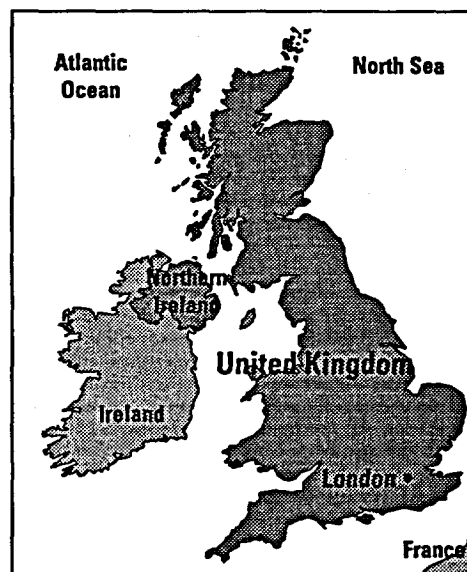 Atlantic
Ocean
North Sea
Northern
Ireland
United Kingdom
Ireland
London
France